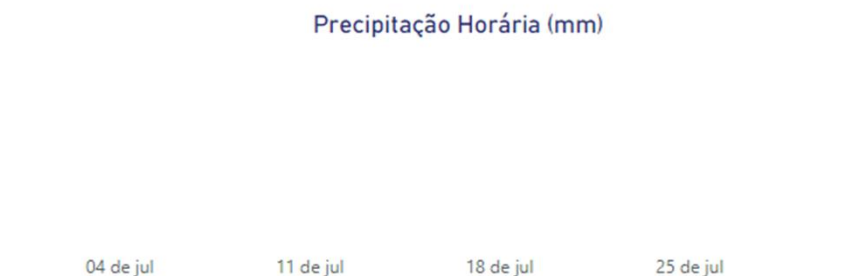 Precipitação Horária (mm)
04 de jul 11 de jul 18 de jul 25 de jul